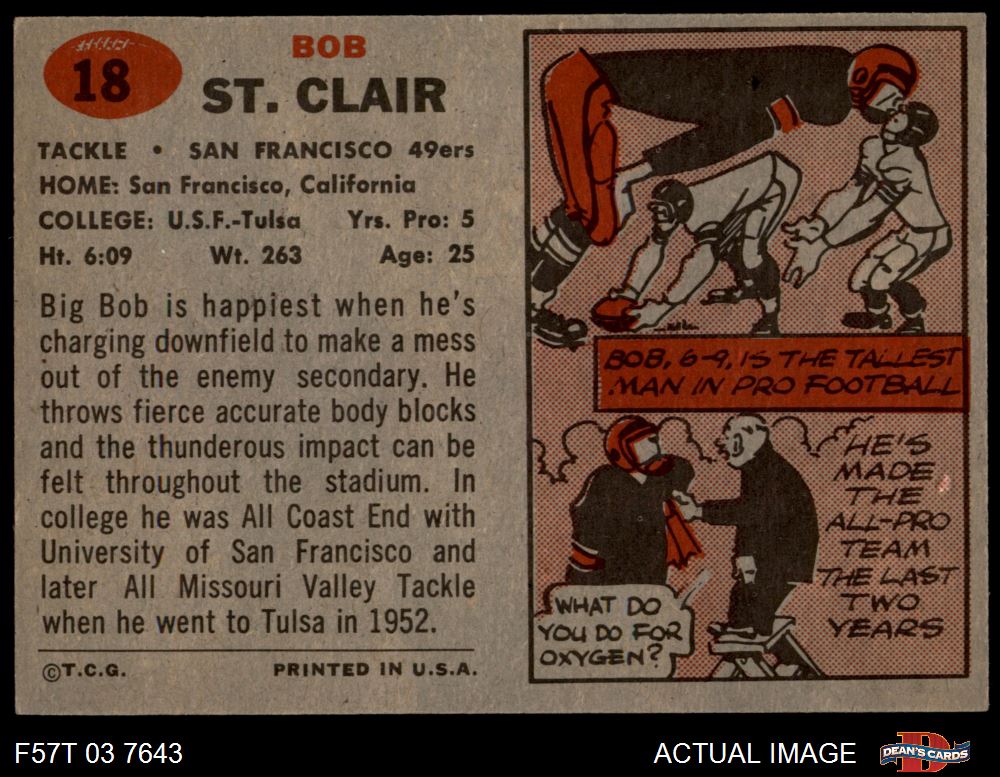 18
BOB
ST. CLAIR
TACKLE • SAN FRANCISCO 49ers
HOME: San Francisco, California
COLLEGE: U.S.F.-Tulsa Yrs. Pro: 5
Ht. 6:09 Wt. 263 Age: 25
Big Bob is happiest when he's
charging downfield to make a mess
out of the enemy secondary. He
throws fierce accurate body blocks
and the thunderous impact can be
felt throughout the stadium. In
college he was All Coast End with
University of San Francisco and
later All Missouri Valley Tackle
when he went to Tulsa in 1952.
©T.C.G. PRINTED IN U.S.A.
BOB, 6-9, IS THE TALLEST
MAN IN PRO FOOTBALL
HE'S
MADE
THE
ALL-PRO
TEAM
THE LAST
TWO
YEARS
WHAT DO
YOU DO FOR
OXYGEN?
F57T 03 7643
ACTUAL IMAGE
D
DEAN'S CARDS